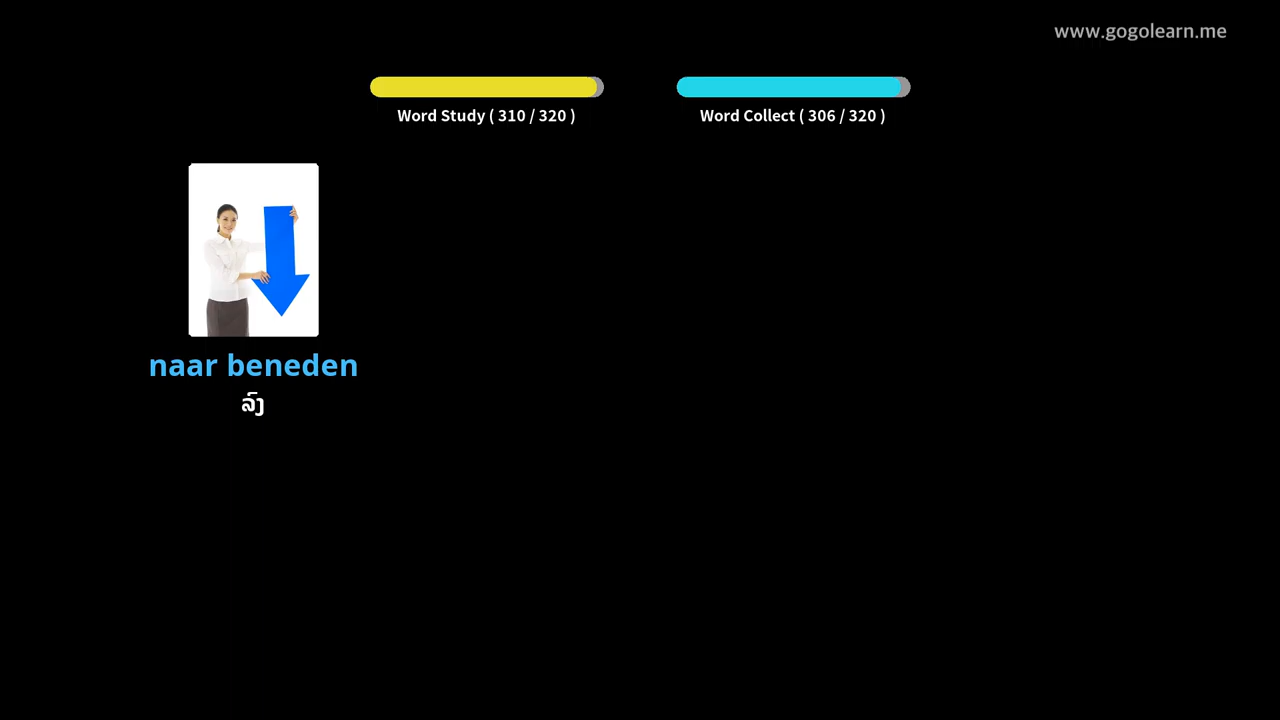 www.gogolearn.me
Word Study ( 310 / 320 )
Word Collect ( 306 / 320 )
naar beneden
ລົງ